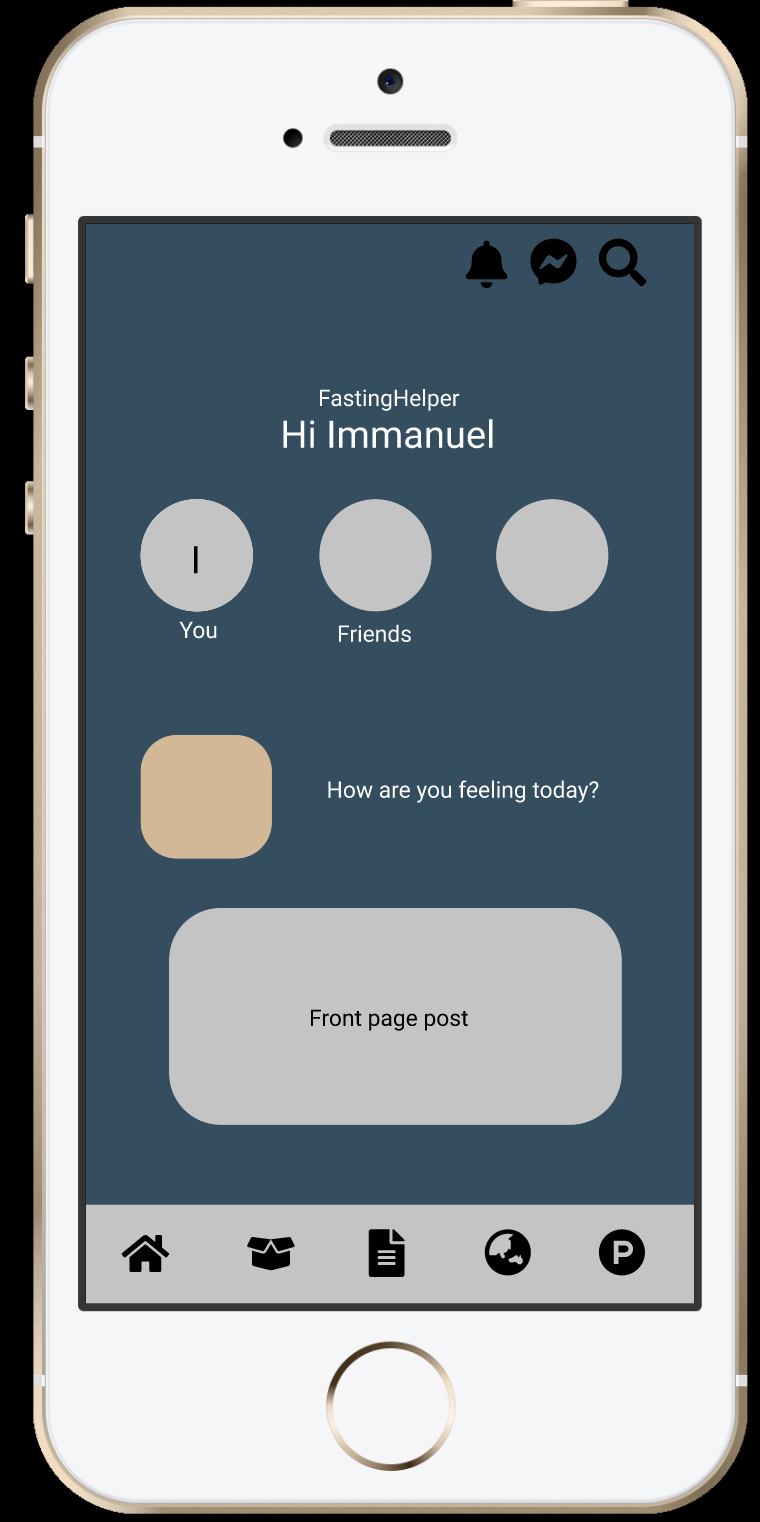 FastingHelper
Hi Immanuel
I
You
Friends
How are you feeling today?
Front page post
P